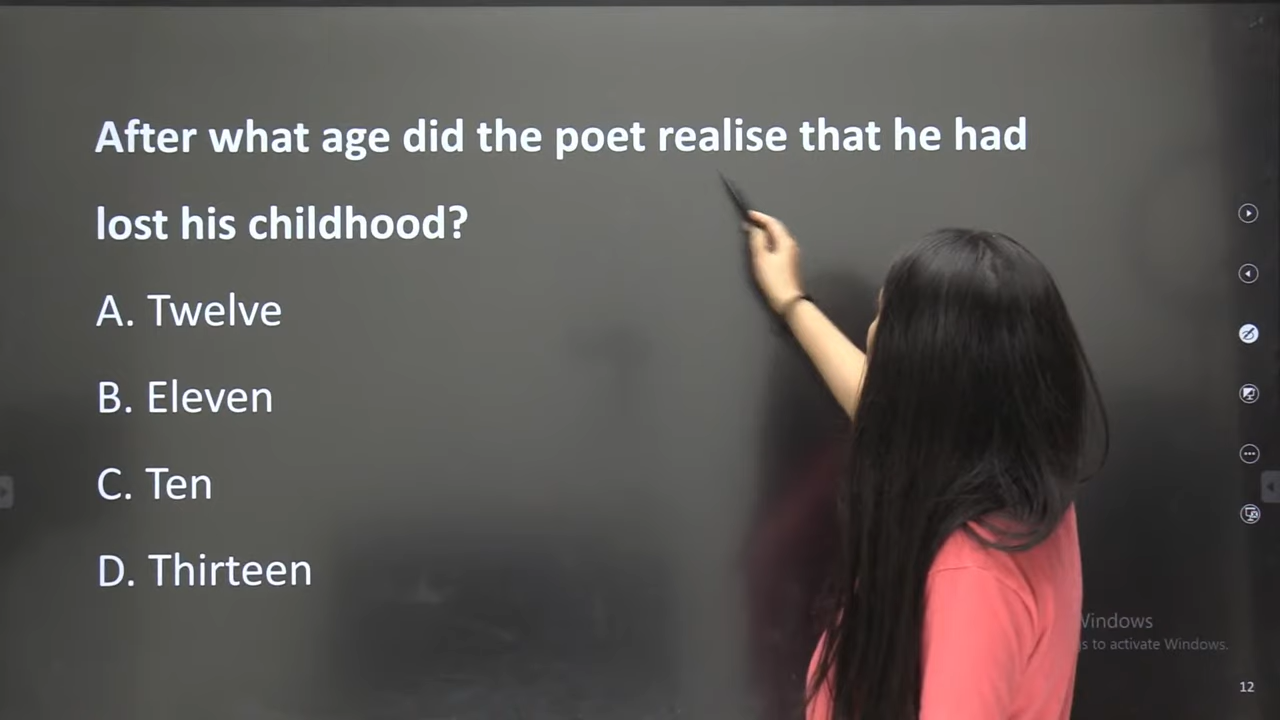 After what age did the poet realise that he had
lost his childhood?
A. Twelve
B. Eleven
C. Ten
D. Thirteen
Windows
to activate Windows.
12